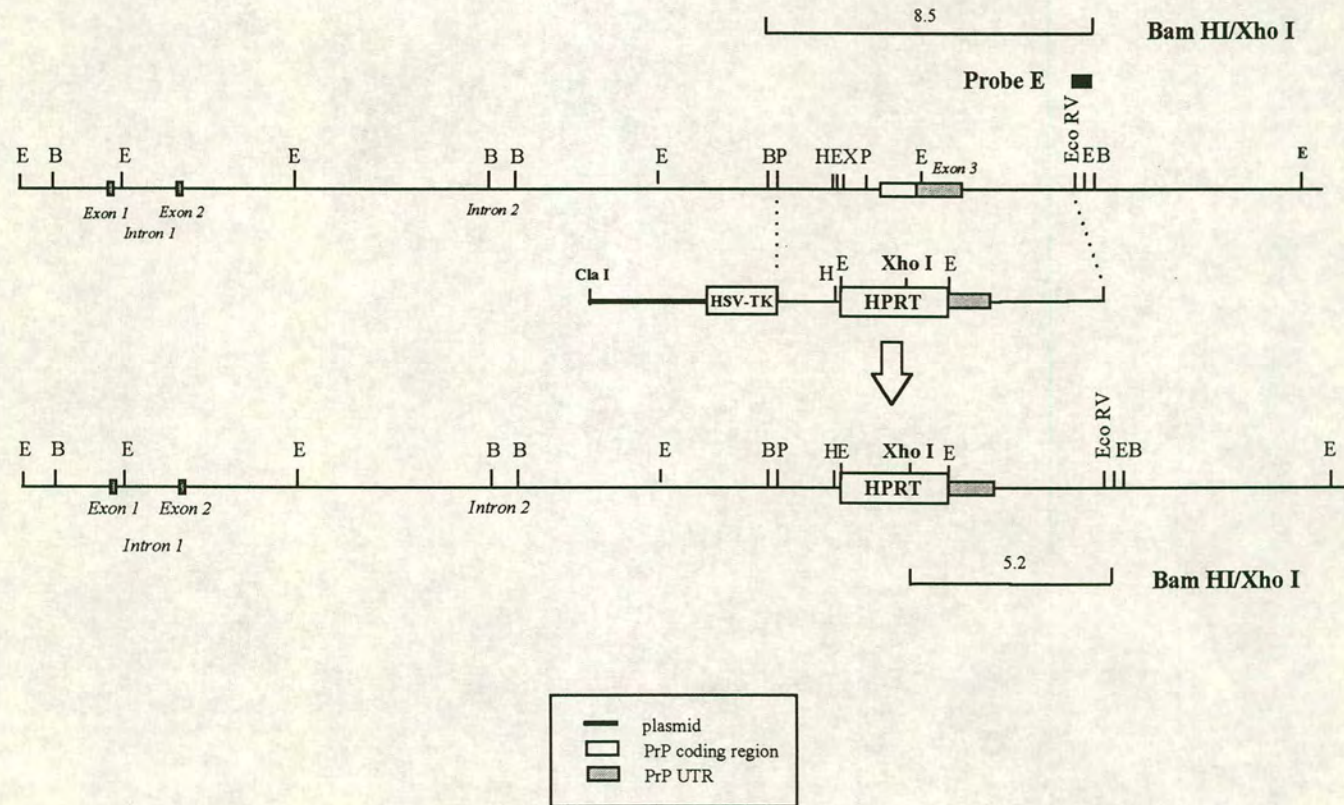 8.5
Bam HI/Xho I
Probe E
E B E E B B E BP HEXP E Eco RV E B E
Exon 3
Exon 1 Exon 2 Intron 2
Intron 1
Cla I H E Xho I E
HSV-TK HPRT
E B E E B B E BP HE Xho I E Eco RV EB E
HPRT
Exon 1 Exon 2 Intron 2
Intron 1
5.2
Bam HI/Xho I
plasmid
PrP coding region
PrP UTR